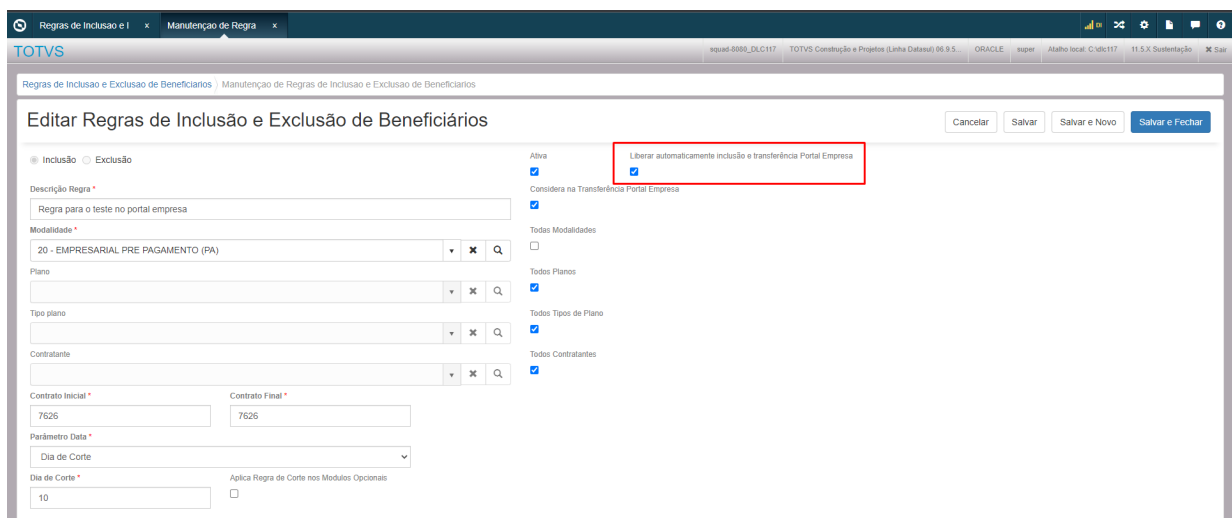 Regras de Inclusao e I x Manutençao de Regra x
TOTVS squad-8080_DLC117 TOTVS Construção e Projetos (Linha Datasul) 06.9.5... ORACLE super Atalho local: C:\dlc117 11.5.X Sustentação Sair
Regras de Inclusao e Exclusao de Beneficiarios Manutençao de Regras de Inclusao e Exclusao de Beneficiarios
Editar Regras de Inclusão e Exclusão de Beneficiários Cancelar Salvar Salvar e Novo Salvar e Fechar
Inclusão Exclusão
Ativa Liberar automaticamente inclusão e transferência Portal Empresa
Descrição Regra * Considera na Transferência Portal Empresa
Regra para o teste no portal empresa
Modalidade * Todas Modalidades
20 - EMPRESARIAL PRE PAGAMENTO (PA)
Plano Todos Planos
Tipo plano Todos Tipos de Plano
Contratante Todos Contratantes
Contrato Inicial * Contrato Final *
7626 7626
Parâmetro Data *
Dia de Corte
Dia de Corte * Aplica Regra de Corte nos Modulos Opcionais
10